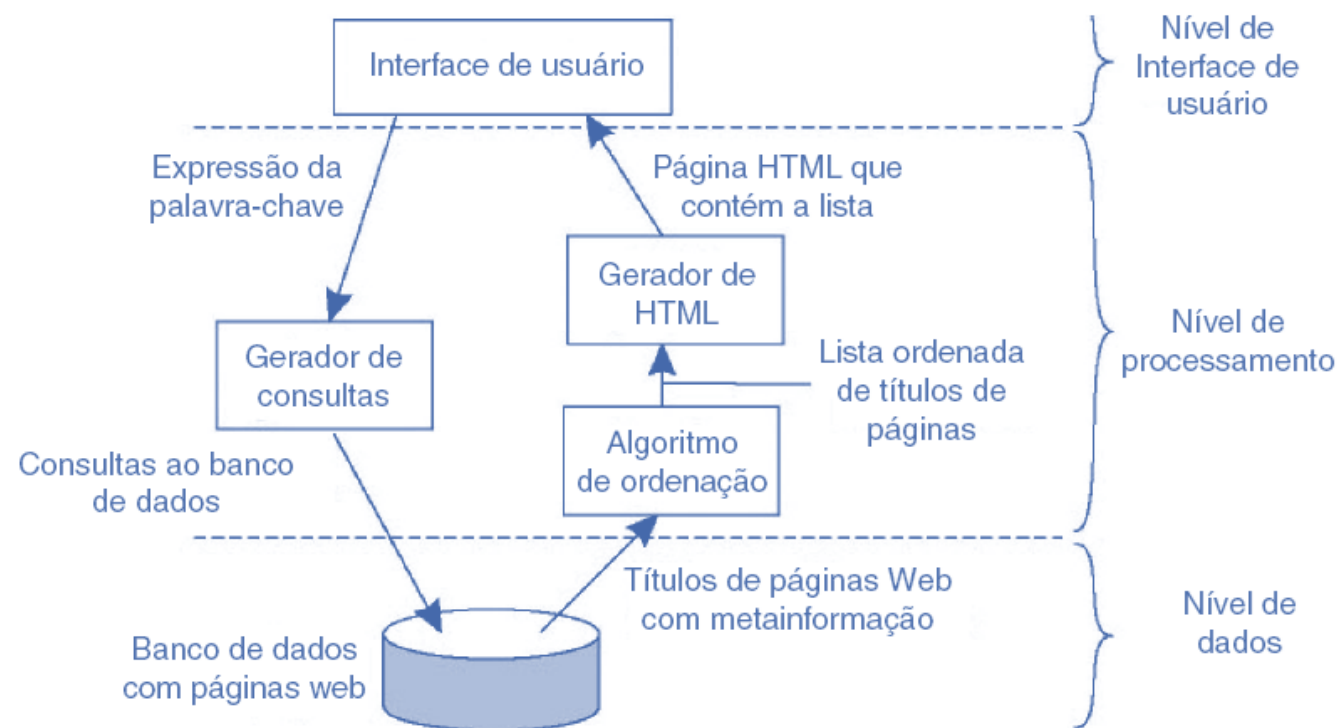 Interface de usuário
Nível de
Interface de
usuário
Expressão da
palavra-chave
Página HTML que
contém a lista
Gerador de
HTML
Gerador de
consultas
Lista ordenada
de títulos de
páginas
Nível de
processamento
Algoritmo
de ordenação
Consultas ao banco
de dados
Títulos de páginas Web
com metainformação
Nível de
dados
Banco de dados
com páginas web